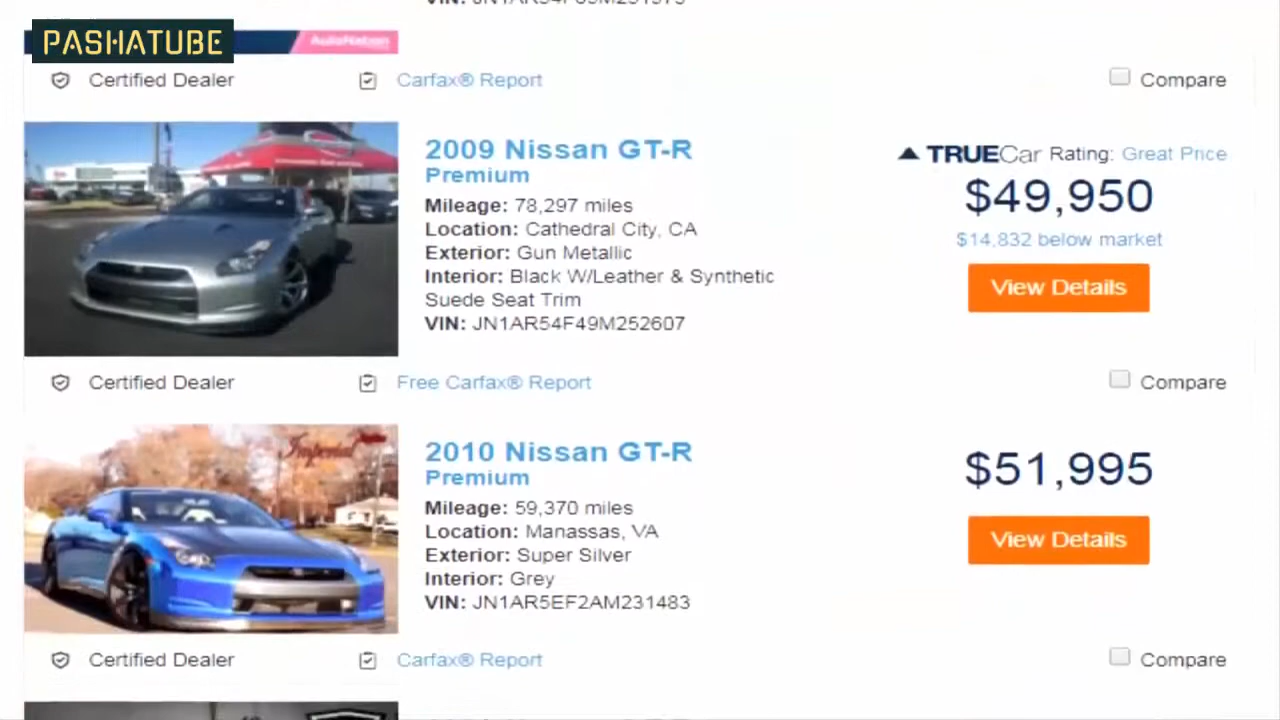 PASHATUBE
AutoNation
Certified Dealer
Carfax® Report
Compare
2009 Nissan GT-R
Premium
Mileage: 78,297 miles
Location: Cathedral City, CA
Exterior: Gun Metallic
Interior: Black W/Leather & Synthetic
Suede Seat Trim
VIN: JN1AR54F49M252607
TRUECar Rating: Great Price
$49,950
$14,832 below market
View Details
Certified Dealer
Free Carfax® Report
Compare
Imperial
2010 Nissan GT-R
Premium
Mileage: 59,370 miles
Location: Manassas, VA
Exterior: Super Silver
Interior: Grey
VIN: JN1AR5EF2AM231483
$51,995
View Details
Certified Dealer
Carfax® Report
Compare